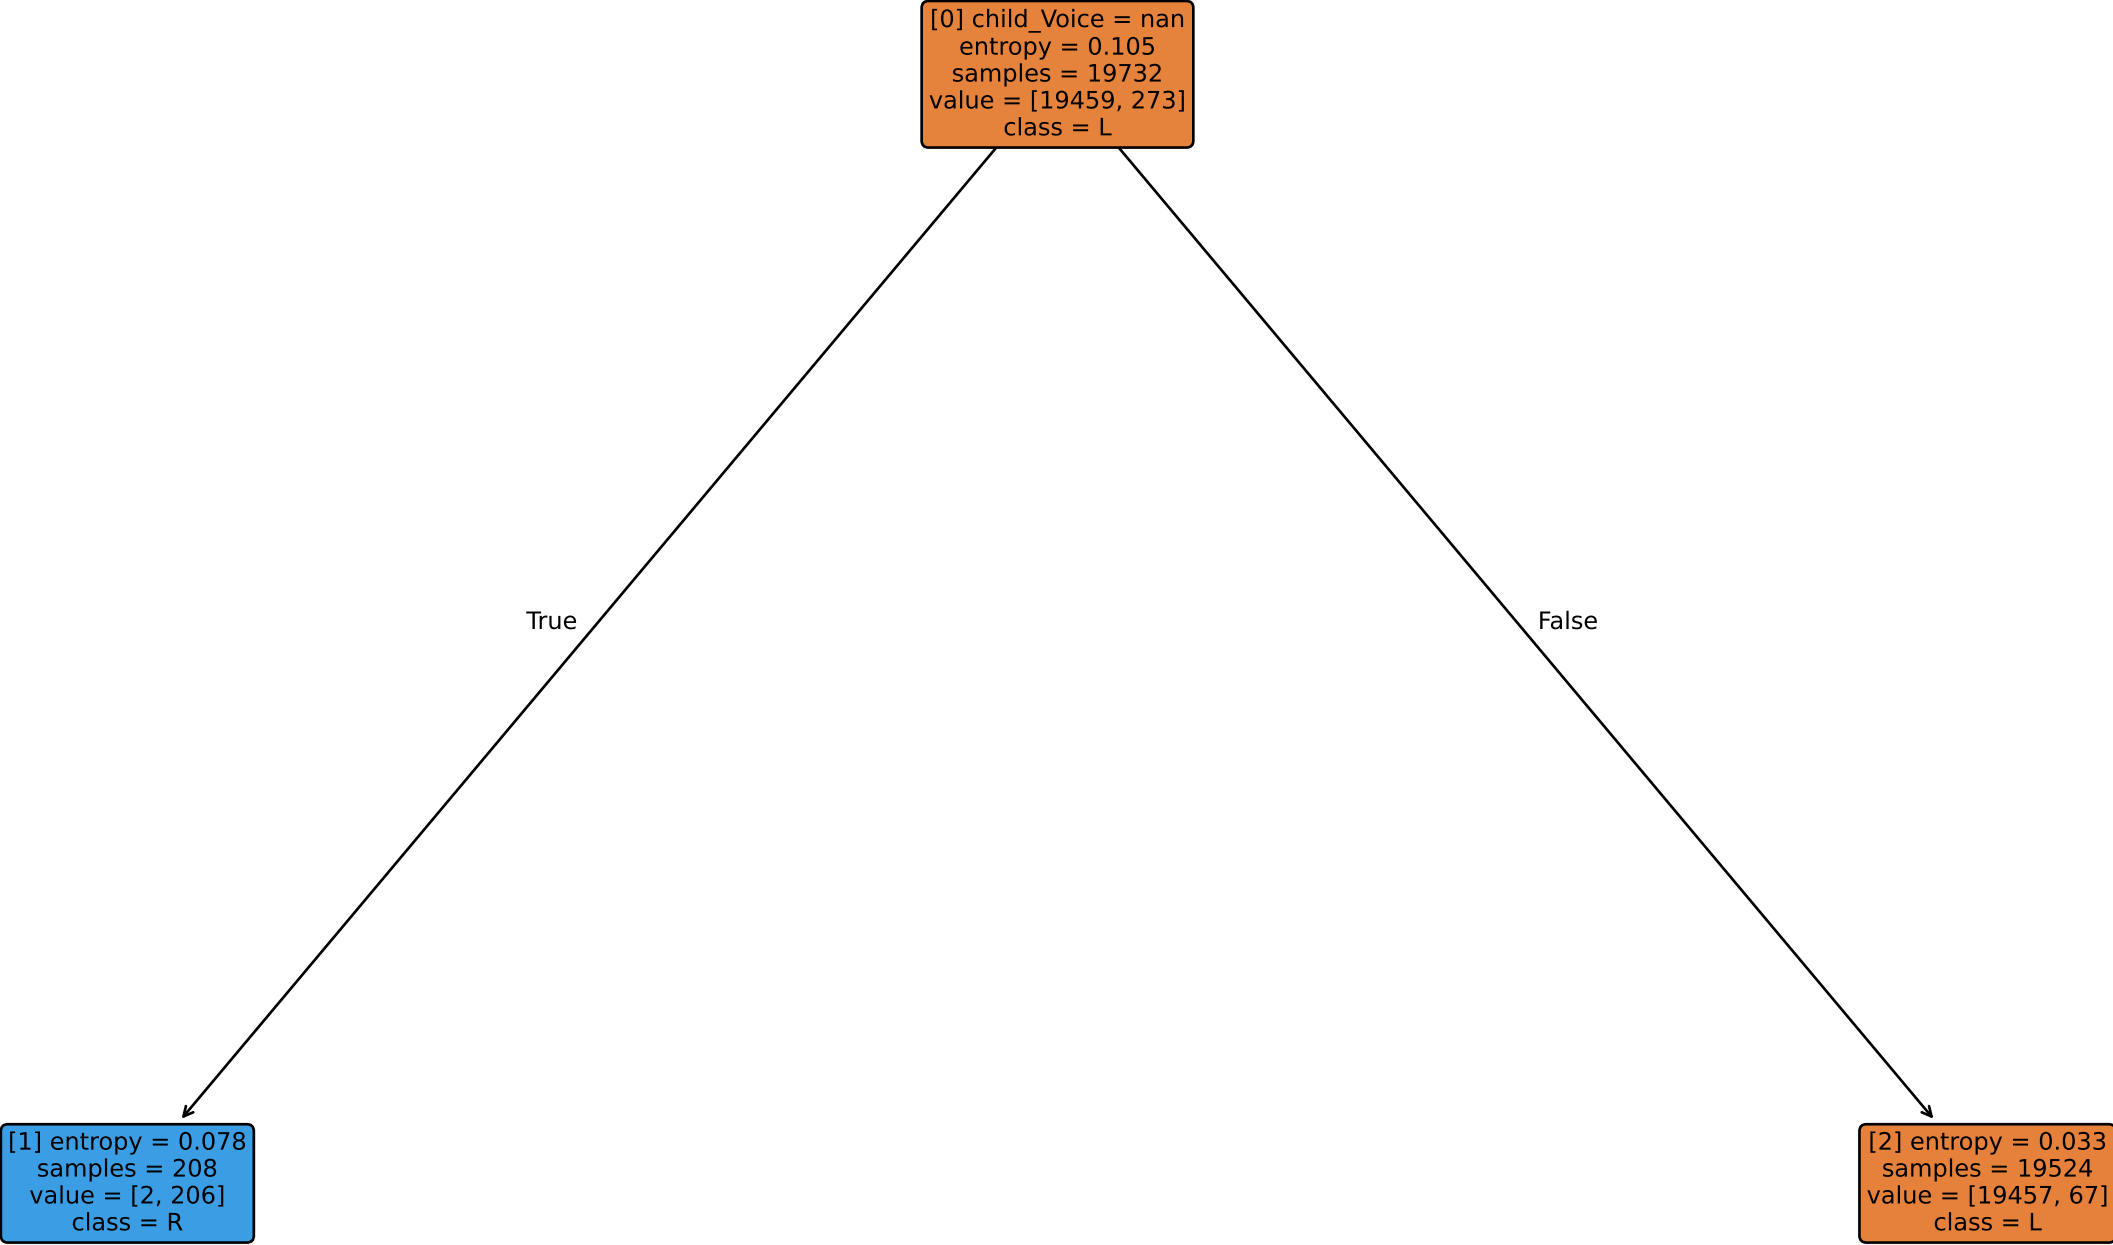 [0] child_Voice = nan
entropy = 0.105
samples = 19732
value = [19459, 273]
class = L
True
False
[1] entropy = 0.078
samples = 208
value = [2, 206]
class = R
[2] entropy = 0.033
samples = 19524
value = [19457, 67]
class = L